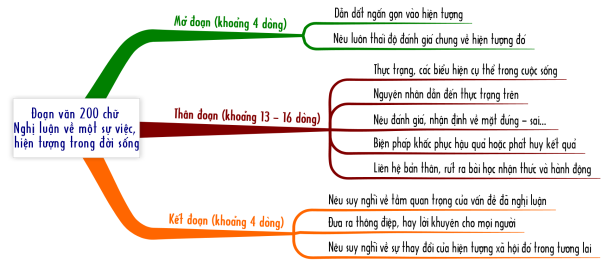 Mở đoạn (khoảng 4 dòng)
Dẫn dắt ngắn gọn vào hiện tượng
Nêu luôn thái độ đánh giá chung về hiện tượng đó
Đoạn văn 200 chữ
Nghị luận về một sự việc,
hiện tượng trong đời sống
Thân đoạn (khoảng 13 – 16 dòng)
Thực trạng, các biểu hiện cụ thể trong cuộc sống
Nguyên nhân dẫn đến thực trạng trên
Nêu đánh giá, nhận định về mặt đúng – sai...
Biện pháp khắc phục hậu quả hoặc phát huy kết quả
Liên hệ bản thân, rút ra bài học nhận thức và hành động
Kết đoạn (khoảng 4 dòng)
Nêu suy nghĩ về tầm quan trọng của vấn đề đã nghị luận
Đưa ra thông điệp, hay lời khuyên cho mọi người
Nêu suy nghĩ về sự thay đổi của hiện tượng xã hội đó trong tương lai